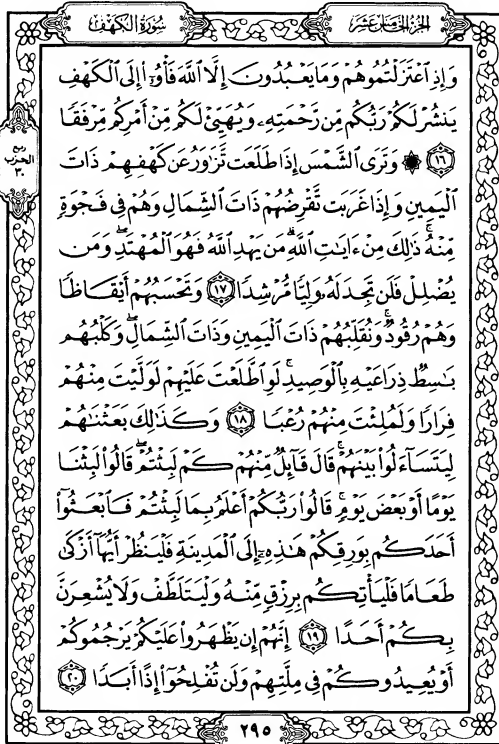 الجزء الخامس عشر
سورة الكهف
وَإِذِ ٱعْتَزَلْتُمُوهُمْ وَمَا يَعْبُدُونَ إِلَّا ٱللَّهَ فَأْوُۥٓا۟ إِلَى ٱلْكَهْفِ
يَنشُرْ لَكُمْ رَبُّكُم مِّن رَّحْمَتِهِۦ وَيُهَيِّئْ لَكُم مِّنْ أَمْرِكُم مِّرْفَقًا
ربع
الحزب
٣٠
١٦ ۞ وَتَرَى ٱلشَّمْسَ إِذَا طَلَعَت تَّزَٰوَرُ عَن كَهْفِهِمْ ذَاتَ
ٱلْيَمِينِ وَإِذَا غَرَبَت تَّقْرِضُهُمْ ذَاتَ ٱلشِّمَالِ وَهُمْ فِى فَجْوَةٍ
مِّنْهُ ۚ ذَٰلِكَ مِنْ ءَايَٰتِ ٱللَّهِ ۗ مَن يَهْدِ ٱللَّهُ فَهُوَ ٱلْمُهْتَدِ ۖ وَمَن
يُضْلِلْ فَلَن تَجِدَ لَهُۥ وَلِيًّا مُّرْشِدًا ١٧ وَتَحْسَبُهُمْ أَيْقَاظًا
وَهُمْ رُقُودٌ ۚ وَنُقَلِّبُهُمْ ذَاتَ ٱلْيَمِينِ وَذَاتَ ٱلشِّمَالِ ۖ وَكَلْبُهُم
بَٰسِطٌ ذِرَاعَيْهِ بِٱلْوَصِيدِ ۚ لَوِ ٱطَّلَعْتَ عَلَيْهِمْ لَوَلَّيْتَ مِنْهُمْ
فِرَارًا وَلَمُلِئْتَ مِنْهُمْ رُعْبًا ١٨ وَكَذَٰلِكَ بَعَثْنَٰهُمْ
لِيَتَسَآءَلُوا۟ بَيْنَهُمْ ۚ قَالَ قَآئِلٌ مِّنْهُمْ كَمْ لَبِثْتُمْ ۖ قَالُوا۟ لَبِثْنَا
يَوْمًا أَوْ بَعْضَ يَوْمٍ ۚ قَالُوا۟ رَبُّكُمْ أَعْلَمُ بِمَا لَبِثْتُمْ فَٱبْعَثُوٓا۟
أَحَدَكُم بِوَرِقِكُمْ هَٰذِهِۦٓ إِلَى ٱلْمَدِينَةِ فَلْيَنظُرْ أَيُّهَآ أَزْكَىٰ
طَعَامًا فَلْيَأْتِكُم بِرِزْقٍ مِّنْهُ وَلْيَتَلَطَّفْ وَلَا يُشْعِرَنَّ
بِكُمْ أَحَدًا ١٩ إِنَّهُمْ إِن يَظْهَرُوا۟ عَلَيْكُمْ يَرْجُمُوكُمْ
أَوْ يُعِيدُوكُمْ فِى مِلَّتِهِمْ وَلَن تُفْلِحُوٓا۟ إِذًا أَبَدًا ٢٠
٢٩٥